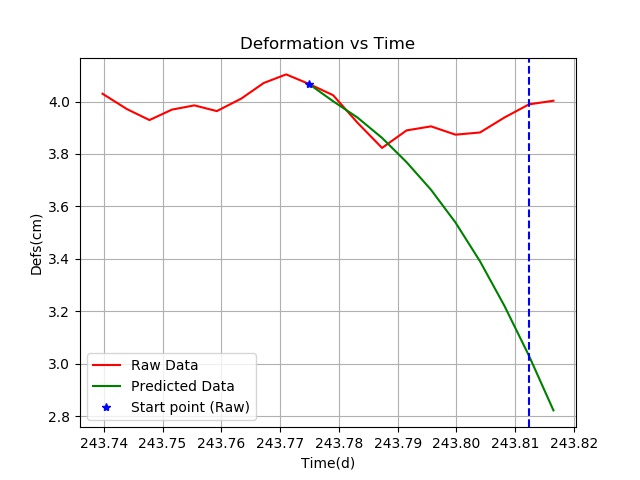 Deformation vs Time
Defs(cm)
4.0
3.8
3.6
3.4
3.2
3.0
2.8
Raw Data
Predicted Data
Start point (Raw)
243.74 243.75 243.76 243.77 243.78 243.79 243.80 243.81 243.82
Time(d)